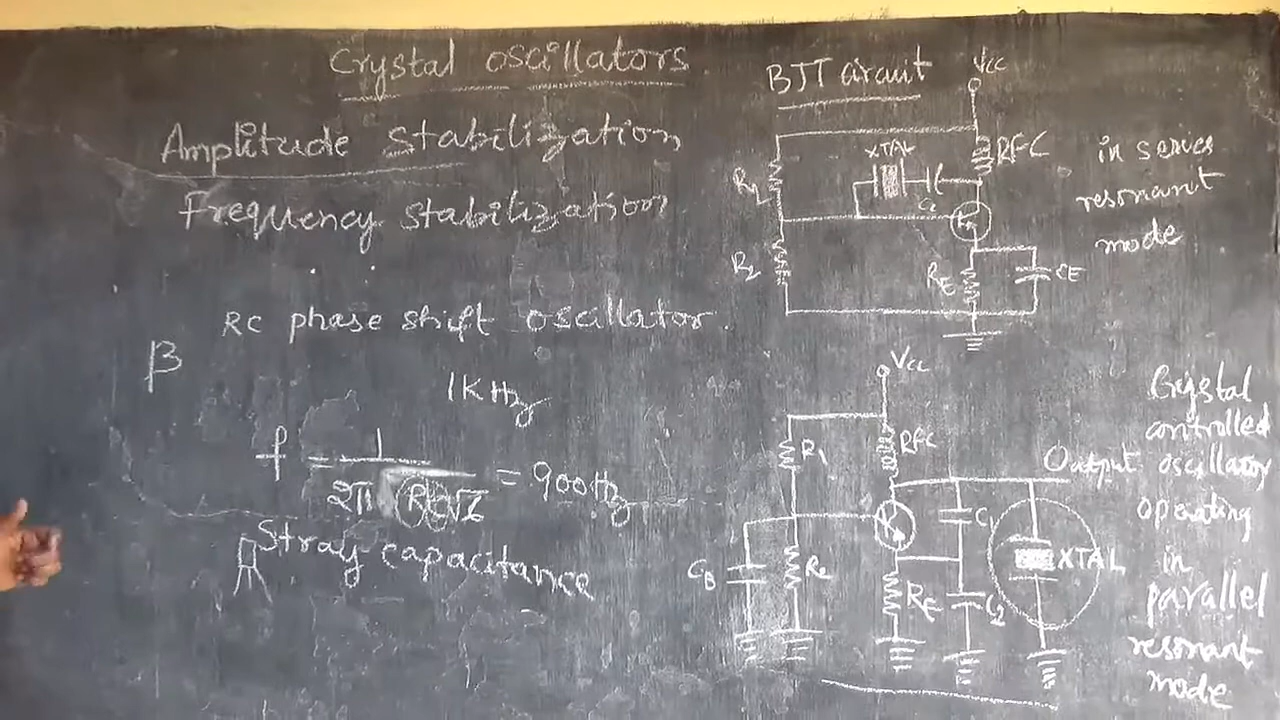 Crystal oscillators
Amplitude stabilization
Frequency stabilization
RC phase shift oscillator.
β
1KHz
f = 1 / 2π RC√2 = 900Hz
Stray capacitance
BJT circuit
VCC
RFC
XTAL
R1
R2
RE
CE
in series
resonant
mode
VCC
R1
RFC
Output
C1
CB
R2
RE
C2
XTAL
Crystal
controlled
oscillator
operating
in
parallel
resonant
mode